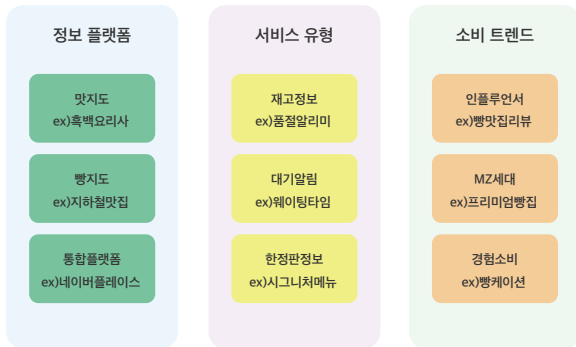 정보 플랫폼
맛지도
ex)흑백요리사
빵지도
ex)지하철맛집
통합플랫폼
ex)네이버플레이스
서비스 유형
재고정보
ex)품절알리미
대기알림
ex)웨이팅타임
한정판정보
ex)시그니처메뉴
소비 트렌드
인플루언서
ex)빵맛집리뷰
MZ세대
ex)프리미엄빵집
경험소비
ex)빵케이션